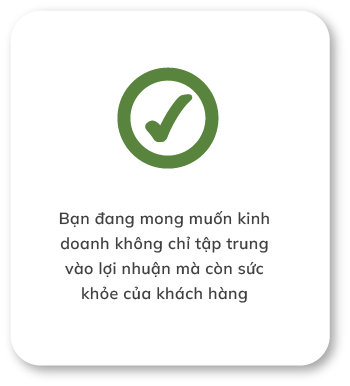 Bạn đang mong muốn kinh
doanh không chỉ tập trung
vào lợi nhuận mà còn sức
khỏe của khách hàng